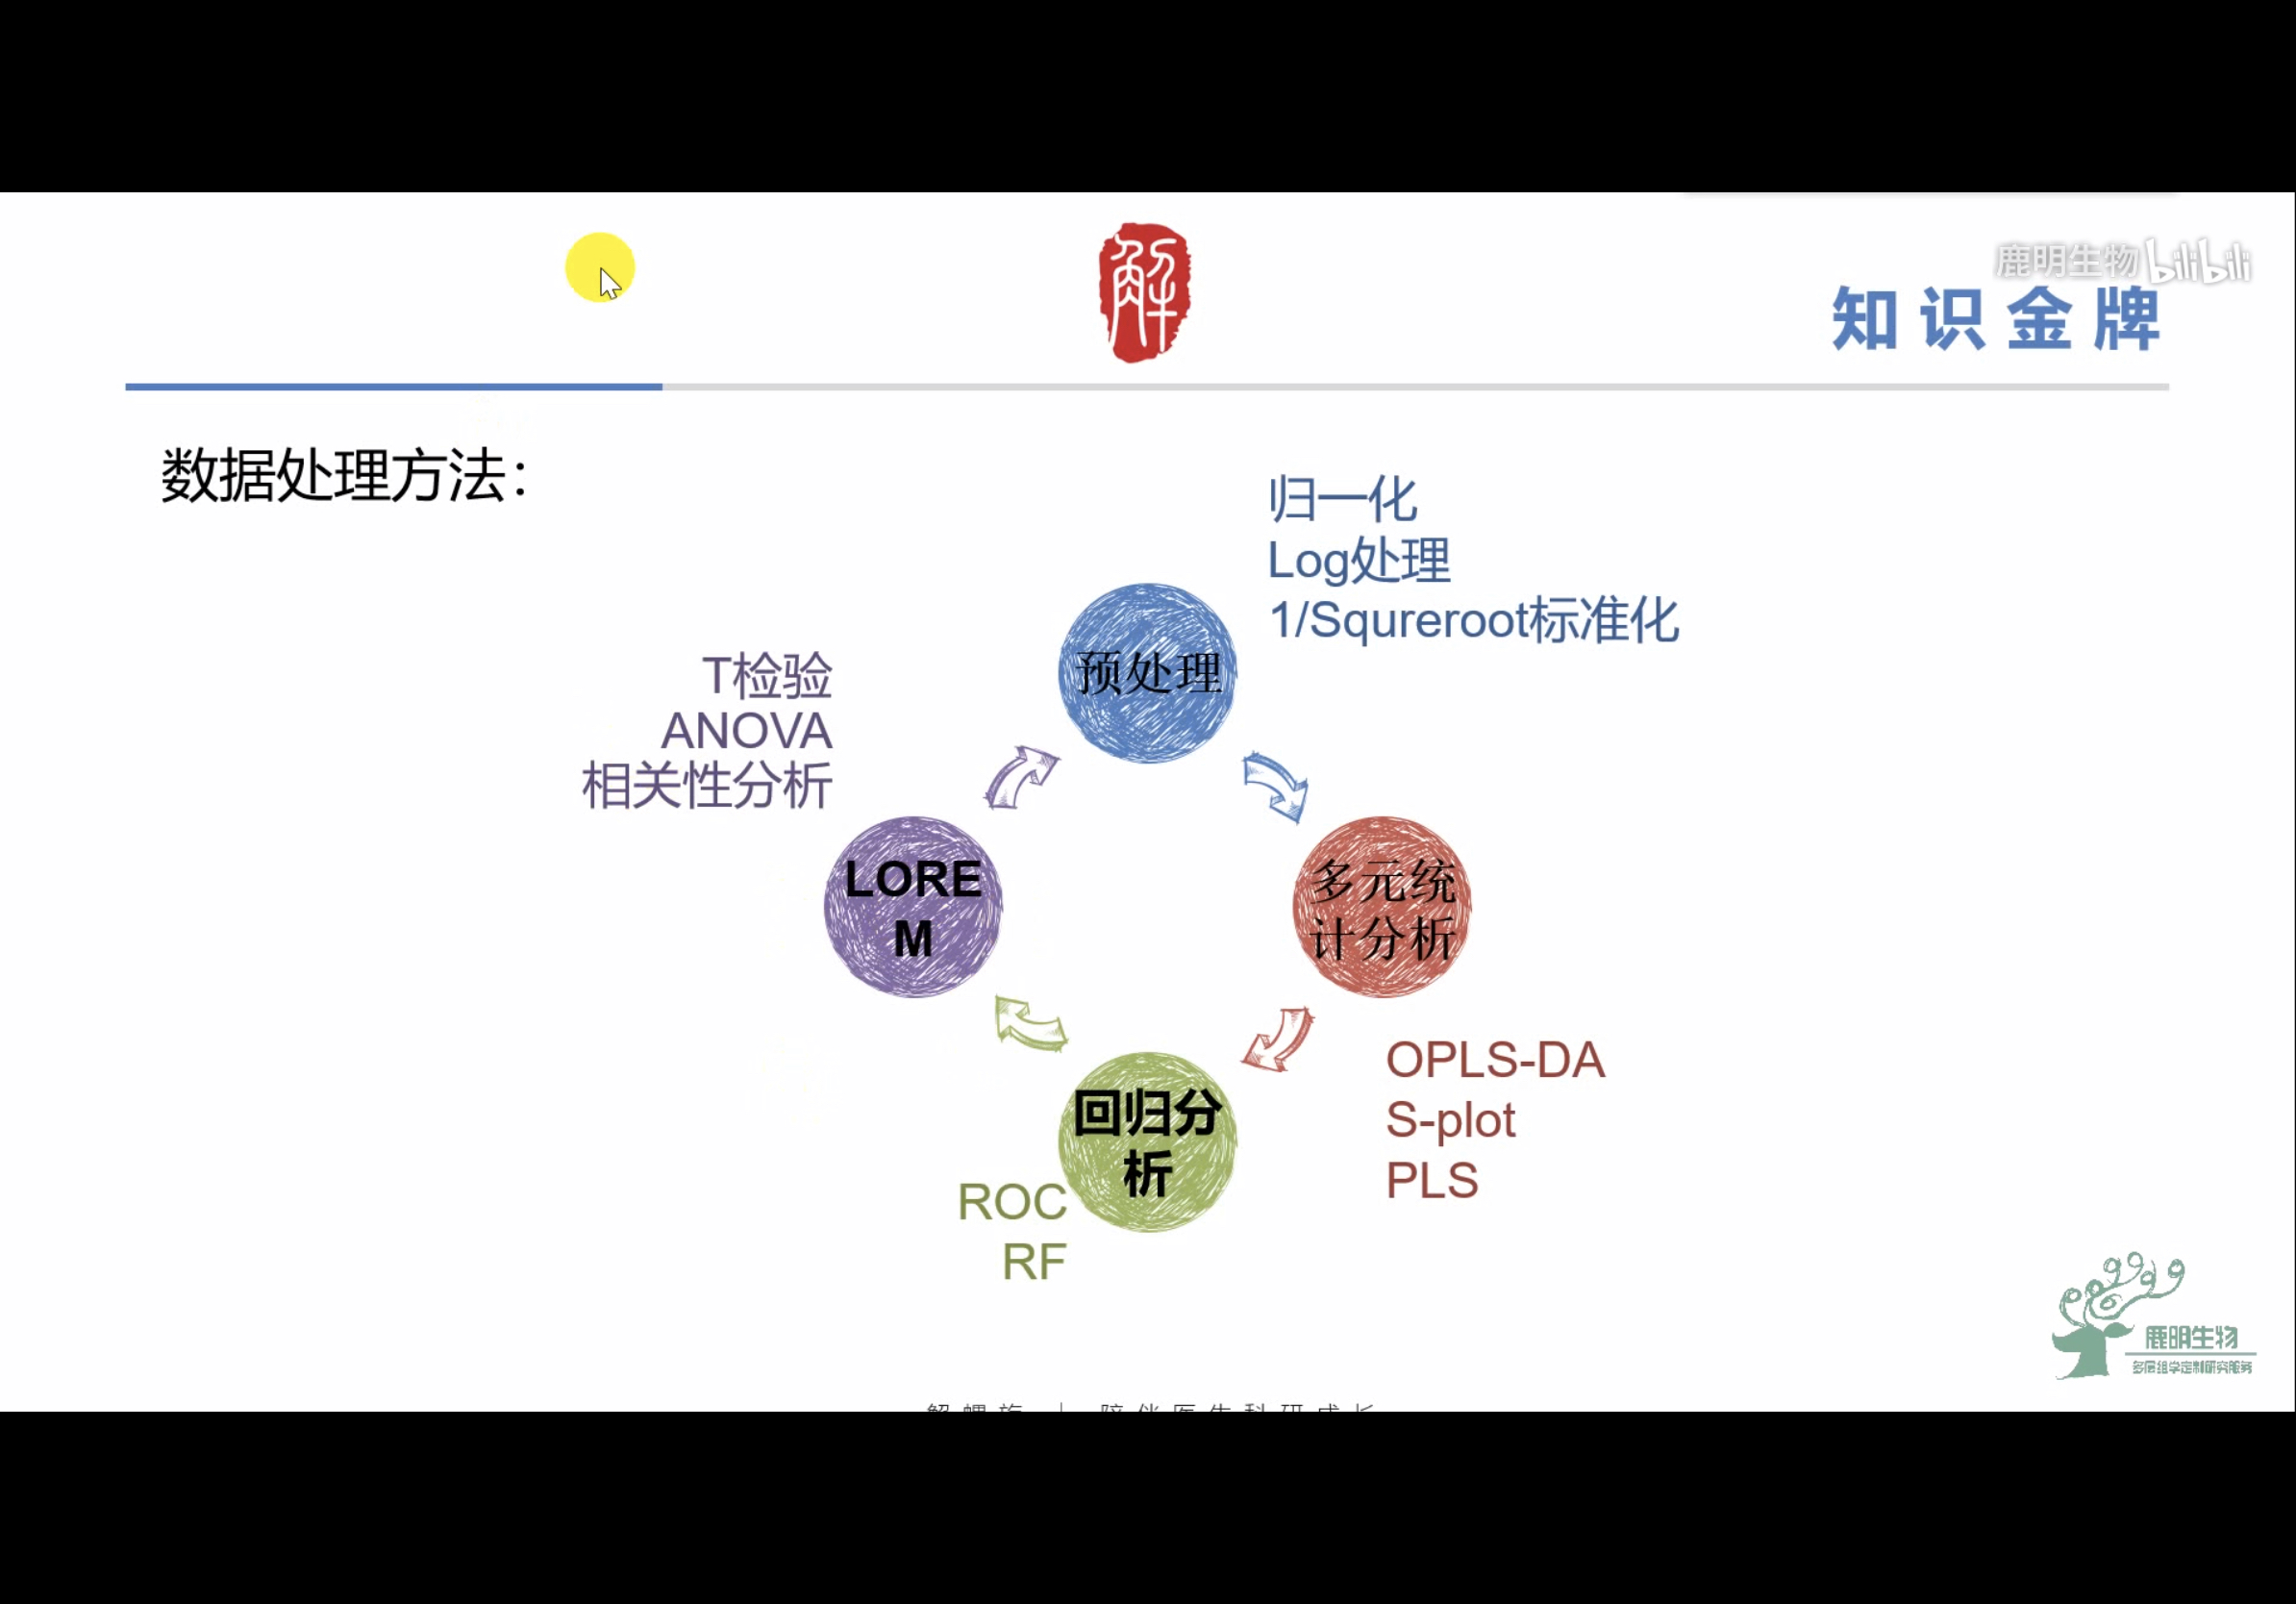 解
鹿明生物 bilibili
知识金牌
数据处理方法：
归一化
Log处理
1/Squreroot标准化
预处理
T检验
ANOVA
相关性分析
LORE
M
多元统
计分析
OPLS-DA
S-plot
PLS
回归分
析
ROC
RF
鹿明生物
多层组学定制研究服务
解螺旋 | 陪伴医生科研成长